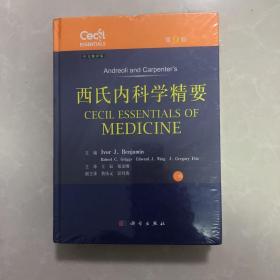 Cecil
ESSENTIALS
第9版
中文翻译版
Andreoli and Carpenter's
西氏内科学精要
CECIL ESSENTIALS OF
MEDICINE
主编 Ivor J. Benjamin
Robert C. Griggs Edward J. Wing J. Gregory Fitz
科学出版社